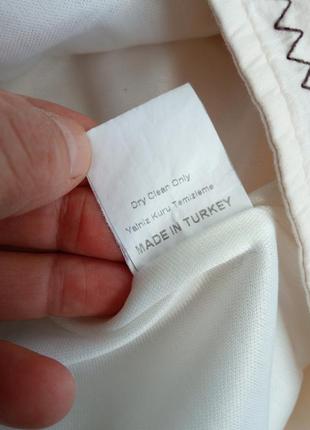 Dry Clean Only
Yalnız Kuru Temizleme
MADE IN TURKEY